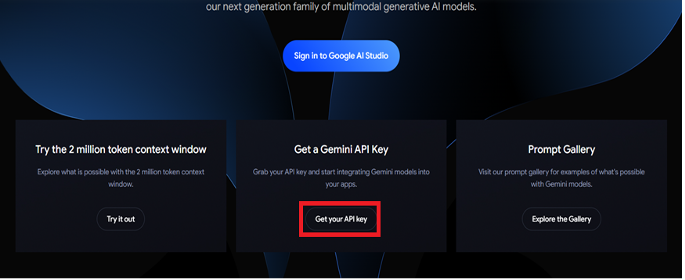 our next generation family of multimodal generative AI models.
Sign in to Google AI Studio
Try the 2 million token context window
Explore what is possible with the 2 million token context
window.
Try it out
Get a Gemini API Key
Grab your API key and start integrating Gemini models into
your apps.
Get your API key
Prompt Gallery
Visit our prompt gallery for examples of what's possible
with Gemini models.
Explore the Gallery